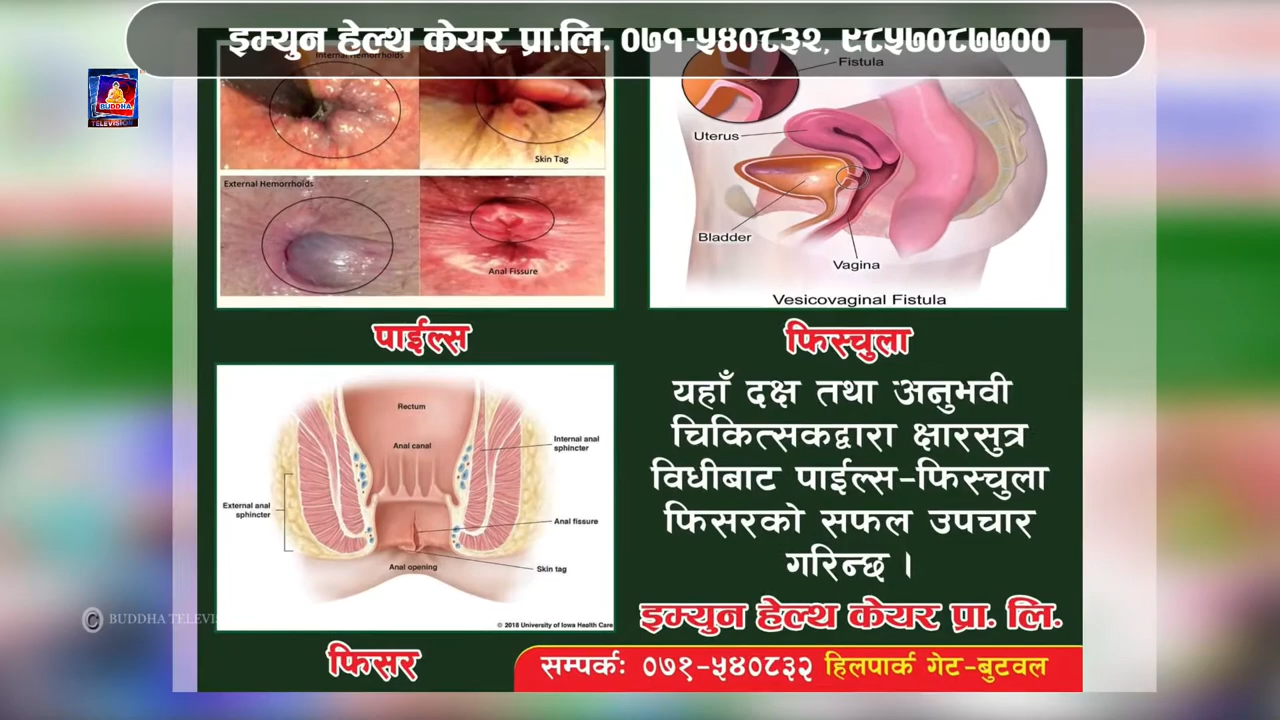 इम्युन हेल्थ केयर प्रा.लि. ०७१-५४०८३२, ९८५७०८७७००
BUDDHA
TELEVISION
Internal Hemorrhoids
Skin Tag
External Hemorrhoids
Anal Fissure
Fistula
Uterus
Bladder
Vagina
Vesicovaginal Fistula
पाईल्स
फिस्चुला
Rectum
Anal canal
Internal anal
sphincter
External anal
sphincter
Anal fissure
Anal opening
Skin tag
© 2018 University of Iowa Health Care
फिसर
यहाँ दक्ष तथा अनुभवी
चिकित्सकद्वारा क्षारसुत्र
विधीबाट पाईल्स-फिस्चुला
फिसरको सफल उपचार
गरिन्छ ।
इम्युन हेल्थ केयर प्रा. लि.
सम्पर्कः ०७१-५४०८३२ हिलपार्क गेट-बुटवल
© BUDDHA TELEVIS